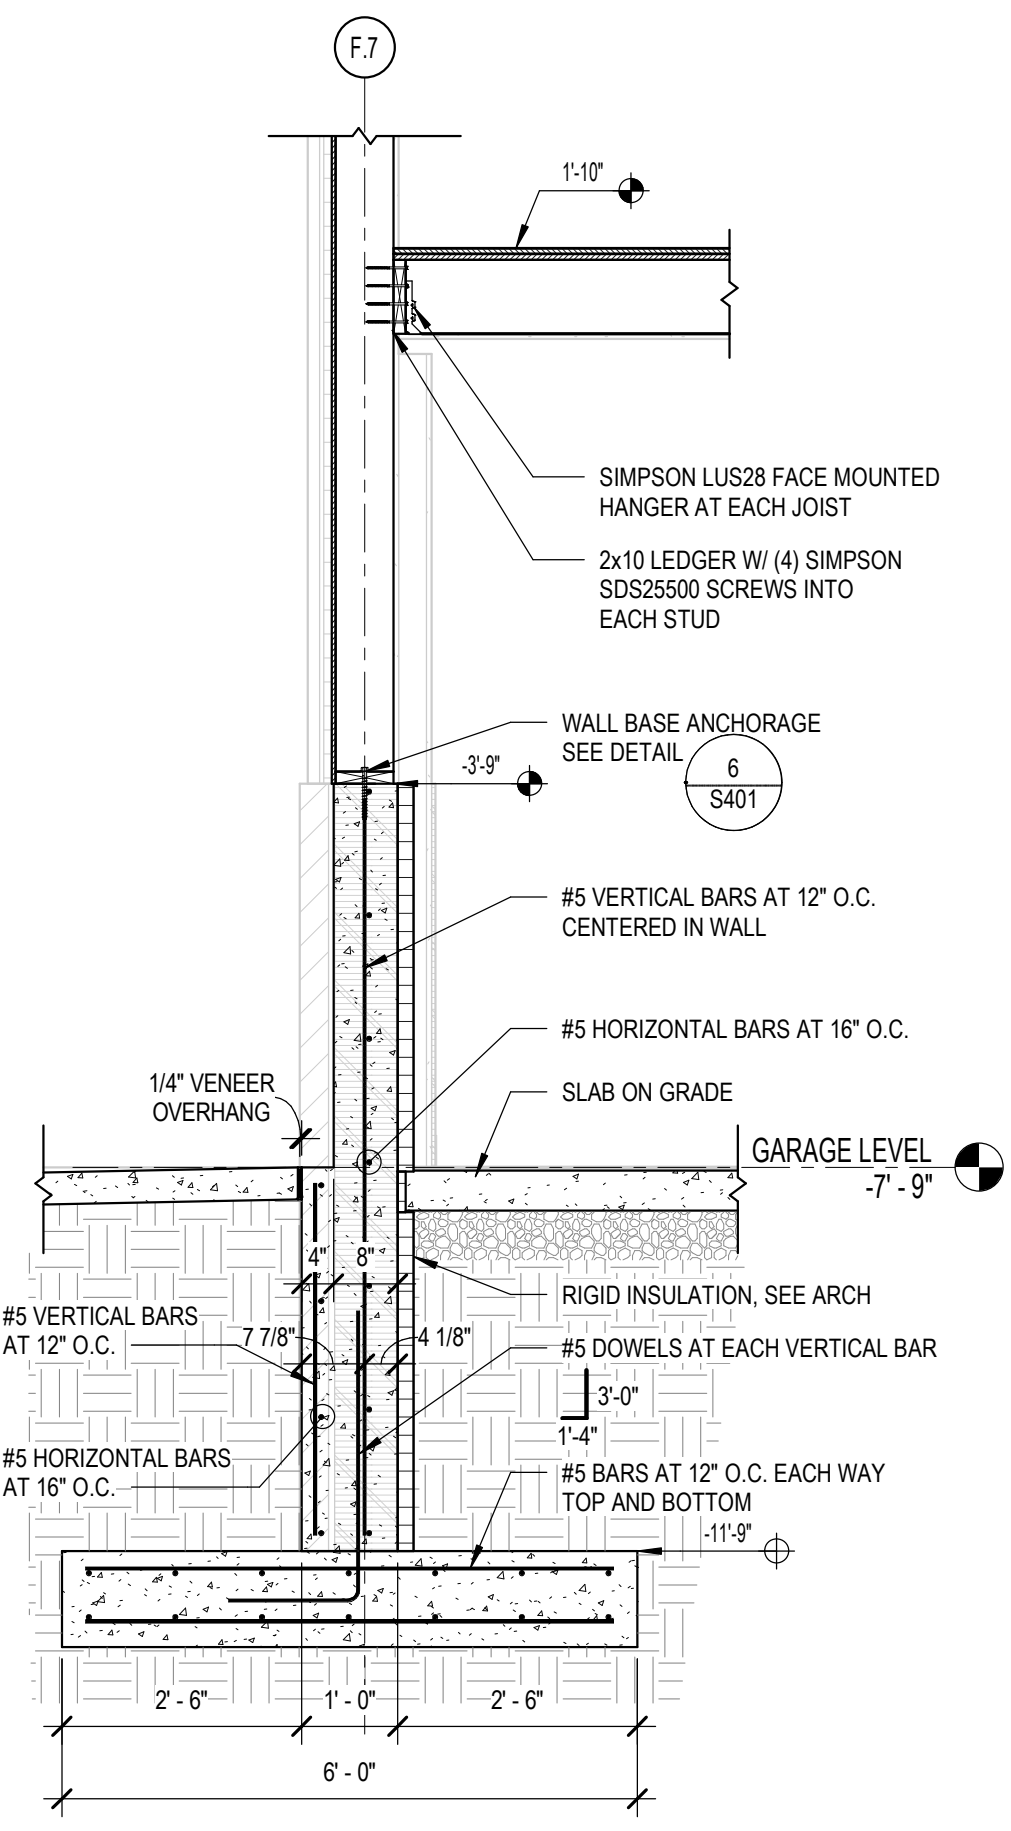 F.7
1'-10"
SIMPSON LUS28 FACE MOUNTED
HANGER AT EACH JOIST
2x10 LEDGER W/ (4) SIMPSON
SDS25500 SCREWS INTO
EACH STUD
WALL BASE ANCHORAGE
SEE DETAIL
6
S401
-3'-9"
#5 VERTICAL BARS AT 12" O.C.
CENTERED IN WALL
#5 HORIZONTAL BARS AT 16" O.C.
1/4" VENEER
OVERHANG
SLAB ON GRADE
GARAGE LEVEL
-7' - 9"
4"
8"
RIGID INSULATION, SEE ARCH
#5 VERTICAL BARS
AT 12" O.C.
7 7/8"
4 1/8"
#5 DOWELS AT EACH VERTICAL BAR
3'-0"
1'-4"
#5 HORIZONTAL BARS
AT 16" O.C.
#5 BARS AT 12" O.C. EACH WAY
TOP AND BOTTOM
-11'-9"
2' - 6"
1' - 0"
2' - 6"
6' - 0"